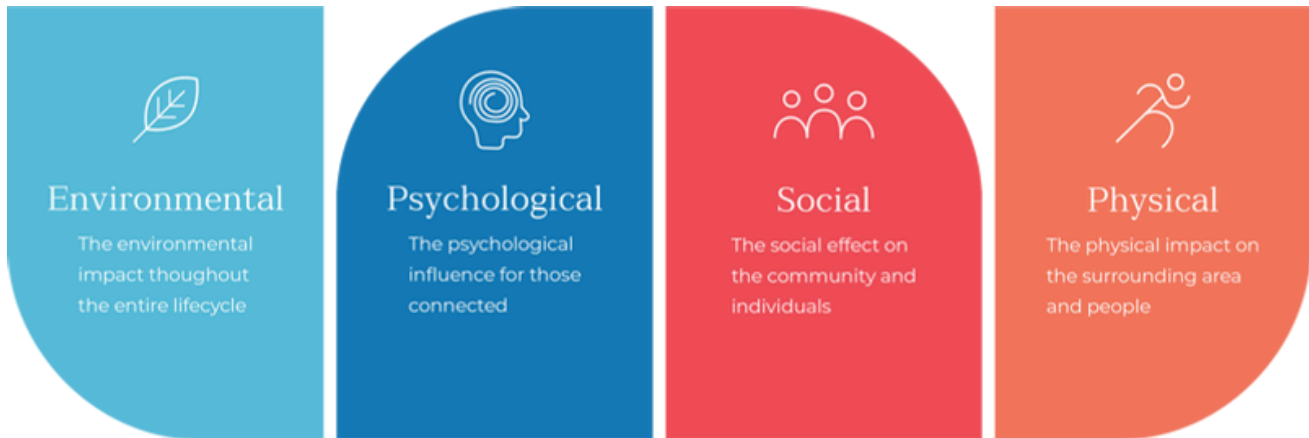 Environmental
The environmental
impact thoughout
the entire lifecycle
Psychological
The psychological
influence for those
connected
Social
The social effect on
the community and
individuals
Physical
The physical impact on
the surrounding area
and people